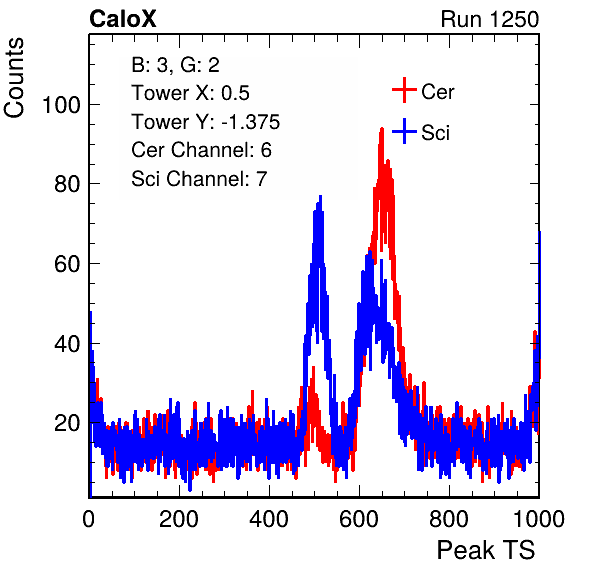 CaloX Run 1250
Counts
B: 3, G: 2
Tower X: 0.5
Tower Y: -1.375
Cer Channel: 6
Sci Channel: 7
Cer
Sci
100
80
60
40
20
0 200 400 600 800 1000
Peak TS